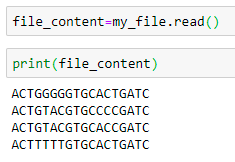 file_content=my_file.read()
print(file_content)
ACTGGGGGTGCACTGATC
ACTGTACGTGCCCCGATC
ACTGTACGTGCACCGATC
ACTTTTTGTGCACTGATC